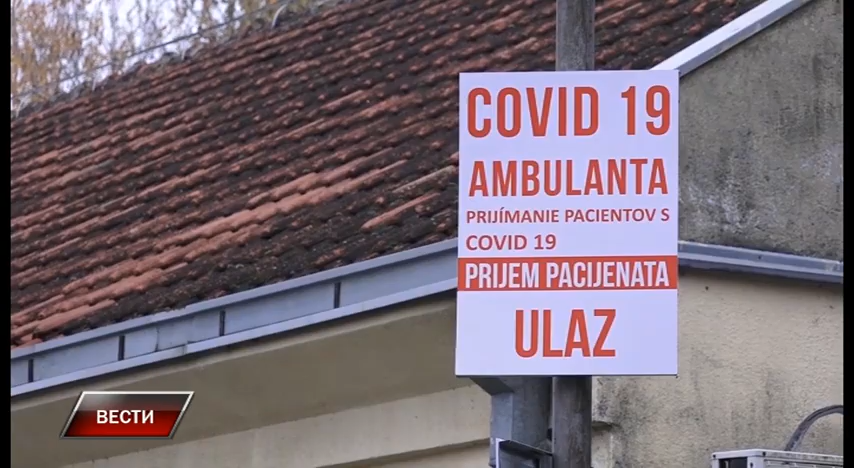 COVID 19
AMBULANTA
PRIJÍMANIE PACIENTOV S
COVID 19
PRIJEM PACIJENATA
ULAZ
ВЕСТИ